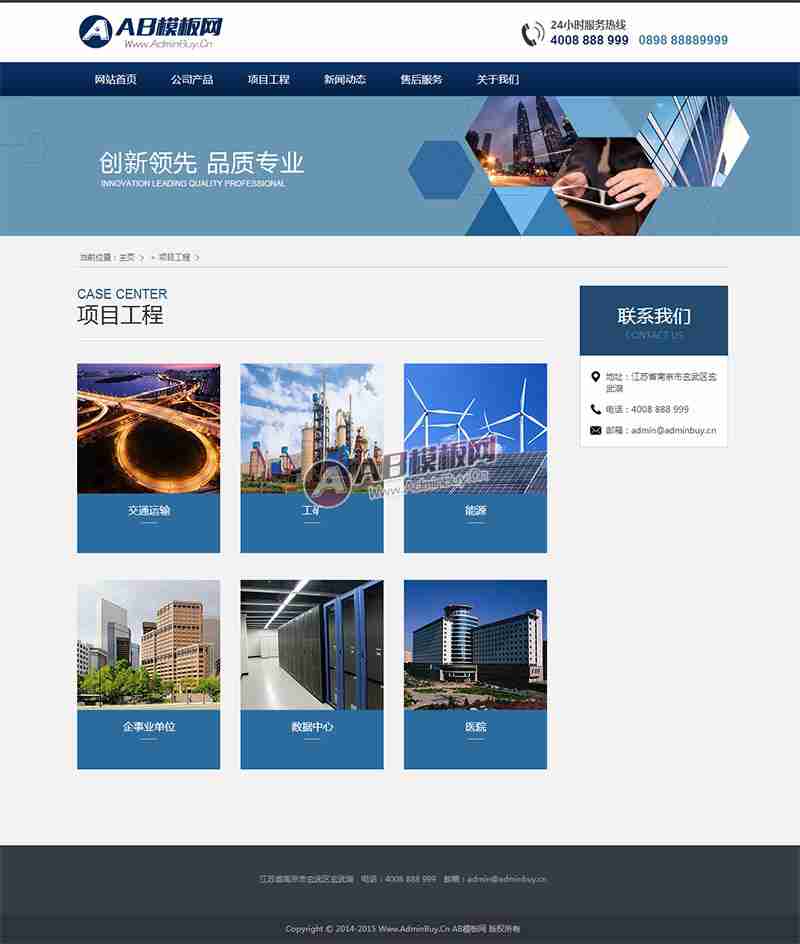 AB模板网
Www.AdminBuy.Cn
24小时服务热线
4008 888 999 0898 88889999
网站首页 公司产品 项目工程 新闻动态 售后服务 关于我们
创新领先 品质专业
INNOVATION LEADING QUALITY PROFESSIONAL
当前位置：主页 > + 项目工程 >
CASE CENTER
项目工程
联系我们
CONTACT US
地址：江苏省南京市玄武区玄
武湖
电话：4008 888 999
邮箱：admin@adminbuy.cn
AB模板网
Www.AdminBuy.Cn
交通运输 工矿 能源
企事业单位 数据中心 医院
江苏省南京市玄武区玄武湖 电话：4008 888 999 邮箱：admin@adminbuy.cn
Copyright © 2014-2015 Www.AdminBuy.Cn AB模板网 版权所有